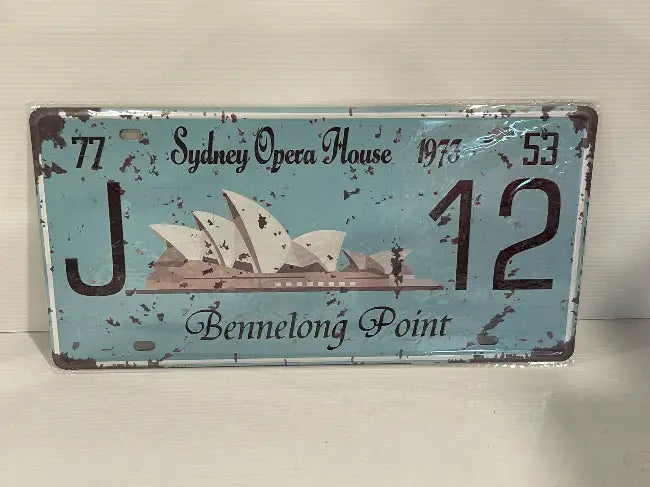 77 Sydney Opera House 1973 53
J 12
Bennelong Point